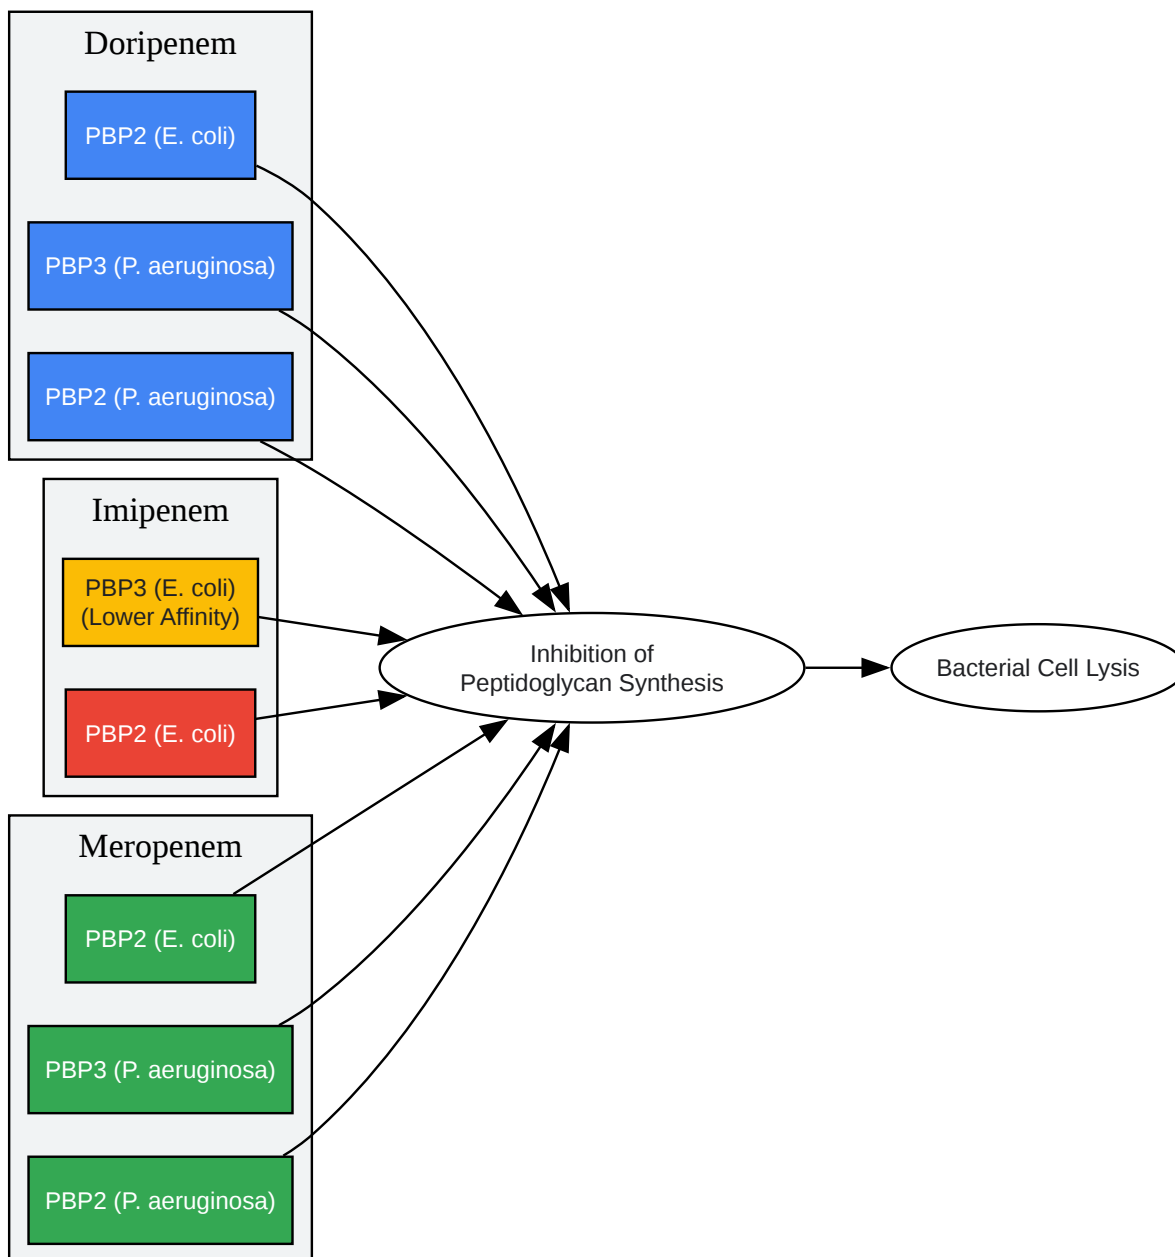 Doripenem
PBP2 (E. coli)
PBP3 (P. aeruginosa)
PBP2 (P. aeruginosa)
Imipenem
PBP3 (E. coli)
(Lower Affinity)
PBP2 (E. coli)
Meropenem
PBP2 (E. coli)
PBP3 (P. aeruginosa)
PBP2 (P. aeruginosa)
Inhibition of
Peptidoglycan Synthesis
Bacterial Cell Lysis